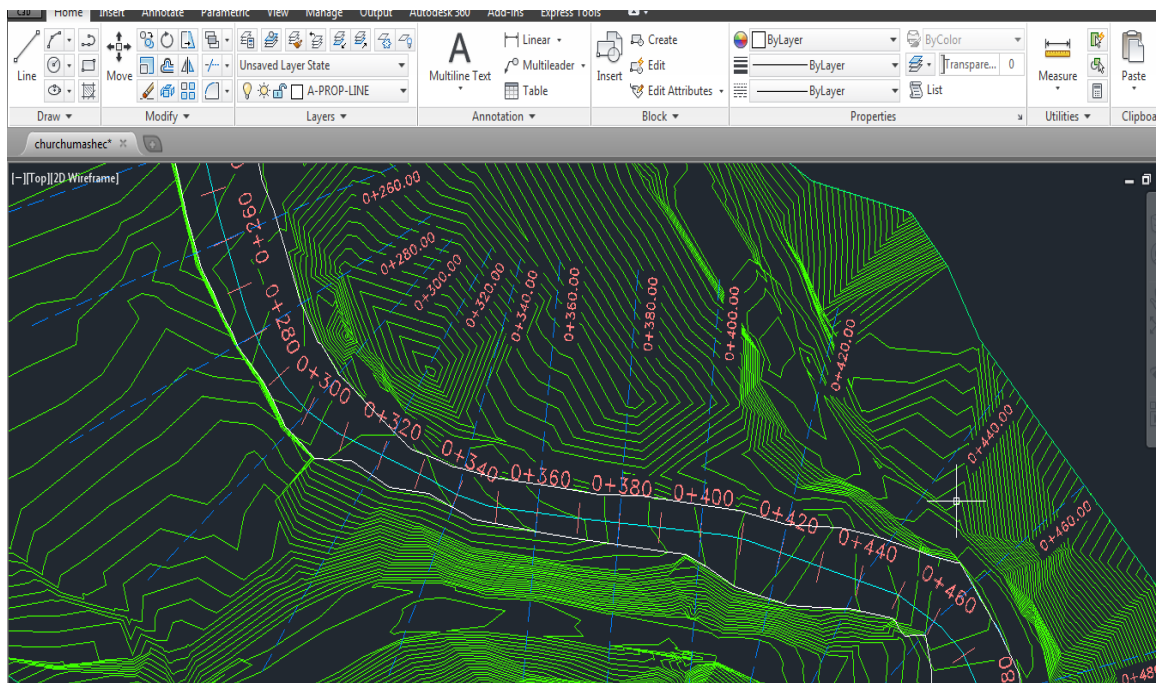 Home Insert Annotate Parametric View Manage Output Autodesk 360 Add-Ins Express Tools
Line
Move
Unsaved Layer State
A-PROP-LINE
Multiline Text
Linear
Multileader
Table
Insert
Create
Edit
Edit Attributes
ByLayer
ByLayer
ByLayer
ByColor
Transpare... 0
List
Measure
Paste
Draw Modify Layers Annotation Block Properties Utilities Clipboa
churchumashec*
[−][Top][2D Wireframe]
0+260.00
0+280.00
0+300.00
0+320.00
0+340.00
0+360.00
0+380.00
0+400.00
0+420.00
0+440.00
0+460.00
0+480
0+260
0+280
0+300
0+320
0+340
0+360
0+380
0+400
0+420
0+440
0+460